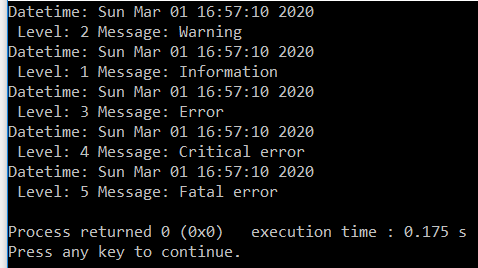 Datetime: Sun Mar 01 16:57:10 2020
 Level: 2 Message: Warning
Datetime: Sun Mar 01 16:57:10 2020
 Level: 1 Message: Information
Datetime: Sun Mar 01 16:57:10 2020
 Level: 3 Message: Error
Datetime: Sun Mar 01 16:57:10 2020
 Level: 4 Message: Critical error
Datetime: Sun Mar 01 16:57:10 2020
 Level: 5 Message: Fatal error

Process returned 0 (0x0)   execution time : 0.175 s
Press any key to continue.